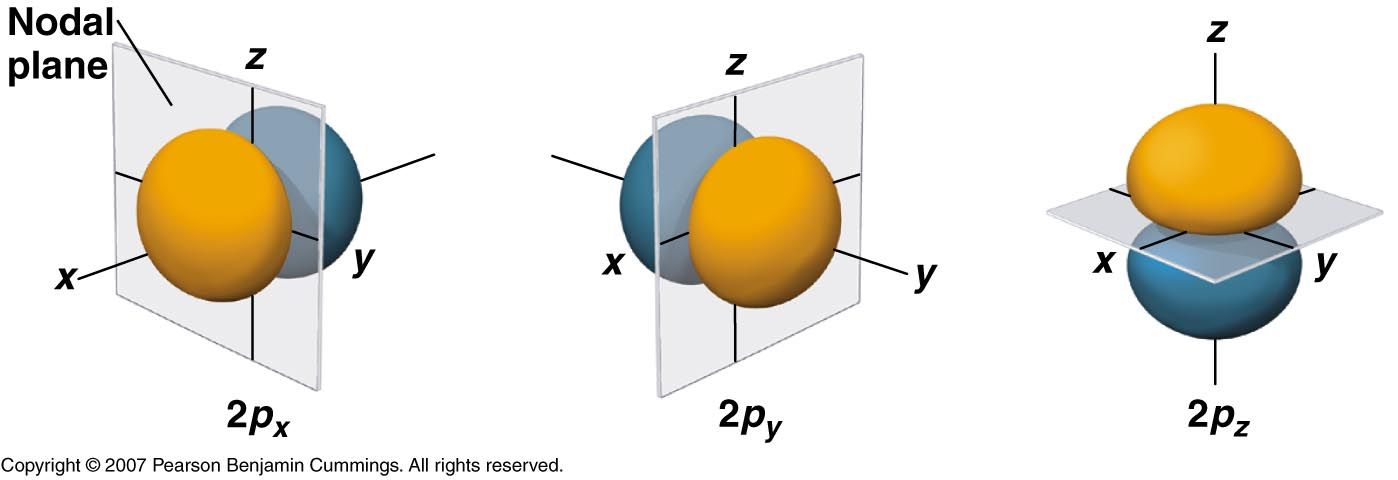 Nodal
plane
z
x
y
2px
z
x
y
2py
z
x
y
2pz
Copyright © 2007 Pearson Benjamin Cummings. All rights reserved.